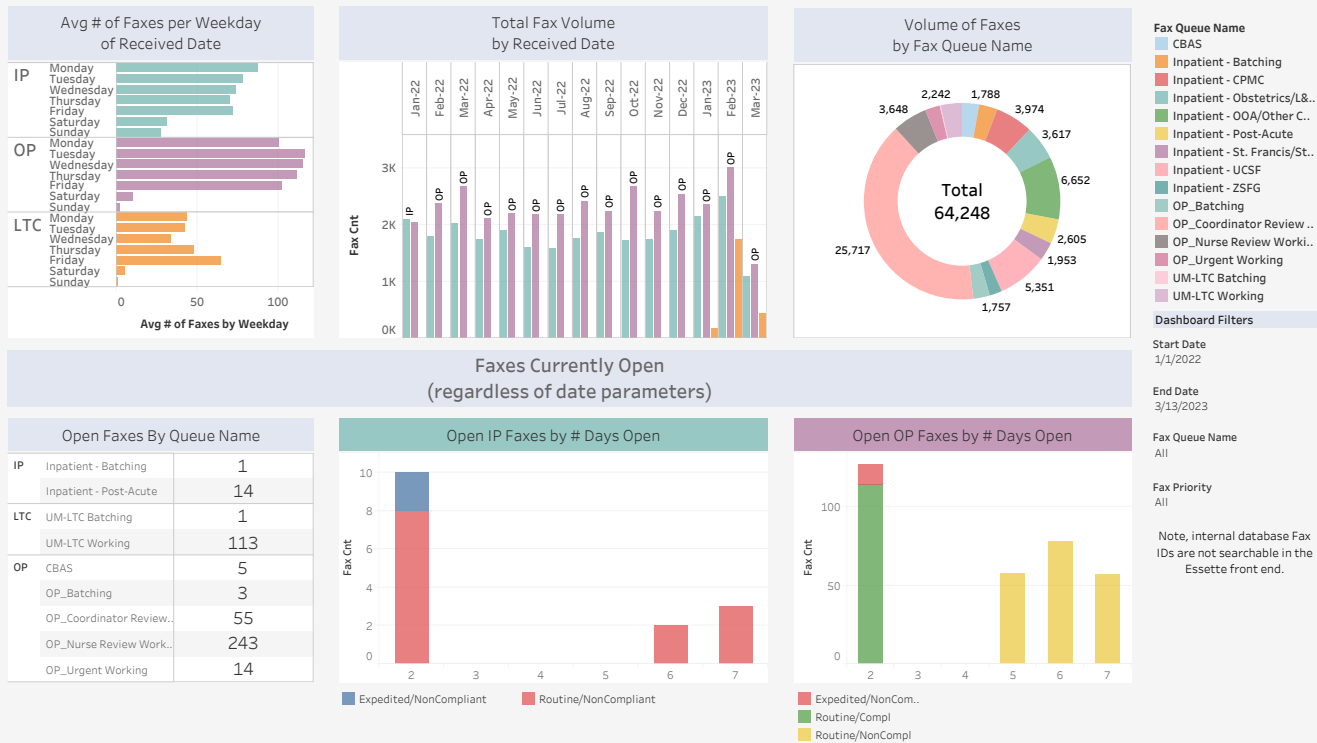 Avg # of Faxes per Weekday
of Received Date
IP
Monday
Tuesday
Wednesday
Thursday
Friday
Saturday
Sunday
OP
Monday
Tuesday
Wednesday
Thursday
Friday
Saturday
Sunday
LTC
Monday
Tuesday
Wednesday
Thursday
Friday
Saturday
Sunday
0 50 100
Avg # of Faxes by Weekday
Total Fax Volume
by Received Date
Jan-22
Feb-22
Mar-22
Apr-22
May-22
Jun-22
Jul-22
Aug-22
Sep-22
Oct-22
Nov-22
Dec-22
Jan-23
Feb-23
Mar-23
Fax Cnt
3K
2K
1K
0K
IP
OP
OP
OP
OP
OP
OP
OP
OP
OP
OP
OP
OP
OP
OP
Volume of Faxes
by Fax Queue Name
1,788
3,974
3,617
6,652
2,605
1,953
5,351
1,757
25,717
3,648
2,242
Total
64,248
Fax Queue Name
CBAS
Inpatient - Batching
Inpatient - CPMC
Inpatient - Obstetrics/L&..
Inpatient - OOA/Other C..
Inpatient - Post-Acute
Inpatient - St. Francis/St..
Inpatient - UCSF
Inpatient - ZSFG
OP_Batching
OP_Coordinator Review ..
OP_Nurse Review Worki..
OP_Urgent Working
UM-LTC Batching
UM-LTC Working
Dashboard Filters
Start Date
1/1/2022
End Date
3/13/2023
Fax Queue Name
All
Fax Priority
All
Note, internal database Fax
IDs are not searchable in the
Essette front end.
Faxes Currently Open
(regardless of date parameters)
Open Faxes By Queue Name
IP Inpatient - Batching 1
Inpatient - Post-Acute 14
LTC UM-LTC Batching 1
UM-LTC Working 113
OP CBAS 5
OP_Batching 3
OP_Coordinator Review.. 55
OP_Nurse Review Work.. 243
OP_Urgent Working 14
Open IP Faxes by # Days Open
Fax Cnt
10
8
6
4
2
0
2 3 4 5 6 7
Expedited/NonCompliant Routine/NonCompliant
Open OP Faxes by # Days Open
Fax Cnt
100
50
0
2 3 4 5 6 7
Expedited/NonCom..
Routine/Compl
Routine/NonCompl